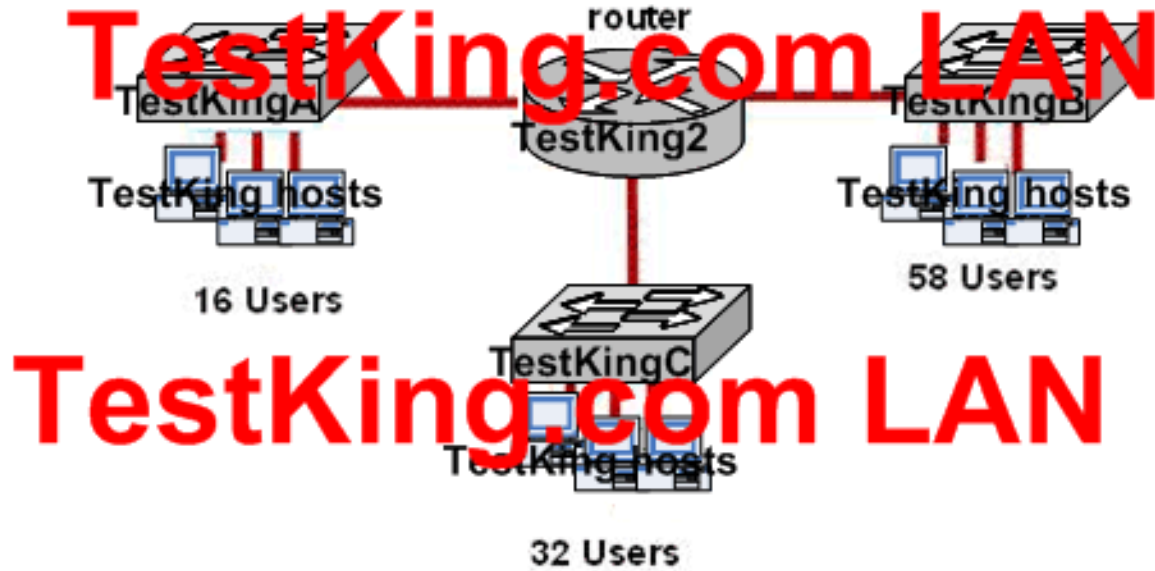 router
TestKing.com LAN
TestKingA
TestKing2
TestKingB
TestKing hosts
TestKing hosts
16 Users
58 Users
TestKingC
TestKing.com LAN
TestKing hosts
32 Users